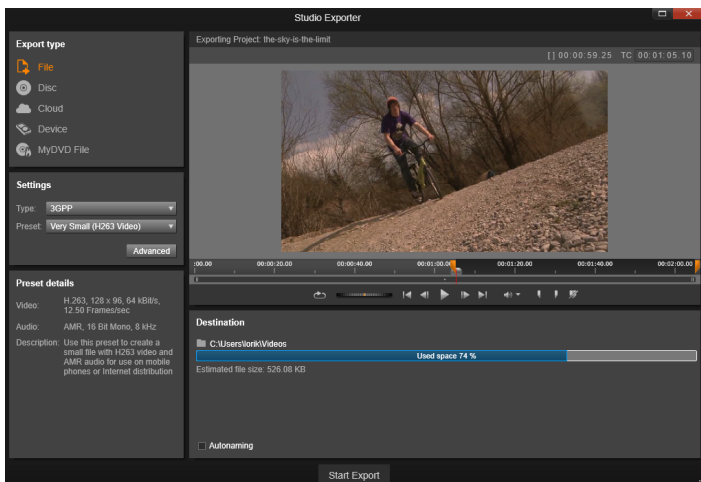 Studio Exporter
Export type
File
Disc
Cloud
Device
MyDVD File
Settings
Type: 3GPP
Preset: Very Small (H263 Video)
Advanced
Preset details
Video: H.263, 128 x 96, 64 kBit/s,
12.50 Frames/sec
Audio: AMR, 16 Bit Mono, 8 kHz
Description: Use this preset to create a
small file with H263 video and
AMR audio for use on mobile
phones or Internet distribution
Exporting Project: the-sky-is-the-limit
[ ] 00:00:59.25 TC 00:01:05.10
:00.00 00:00:20.00 00:00:40.00 00:01:00.0 00:01:20.00 00:01:40.00 00:02:00.00
Destination
C:\Users\lorik\Videos
Used space 74 %
Estimated file size: 526.08 KB
Autonaming
Start Export